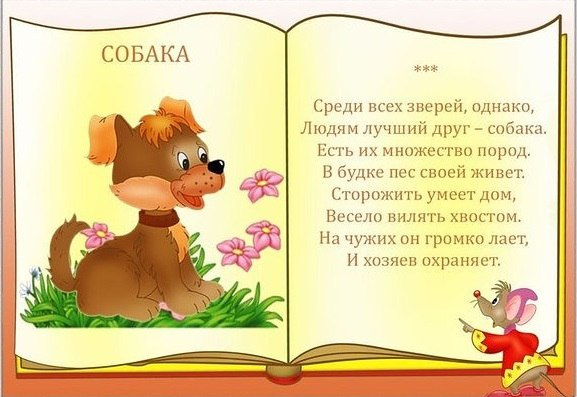 СОБАКА
***
Среди всех зверей, однако,
Людям лучший друг – собака.
Есть их множество пород.
В будке пес своей живет.
Сторожить умеет дом,
Весело вилять хвостом.
На чужих он громко лает,
И хозяев охраняет.